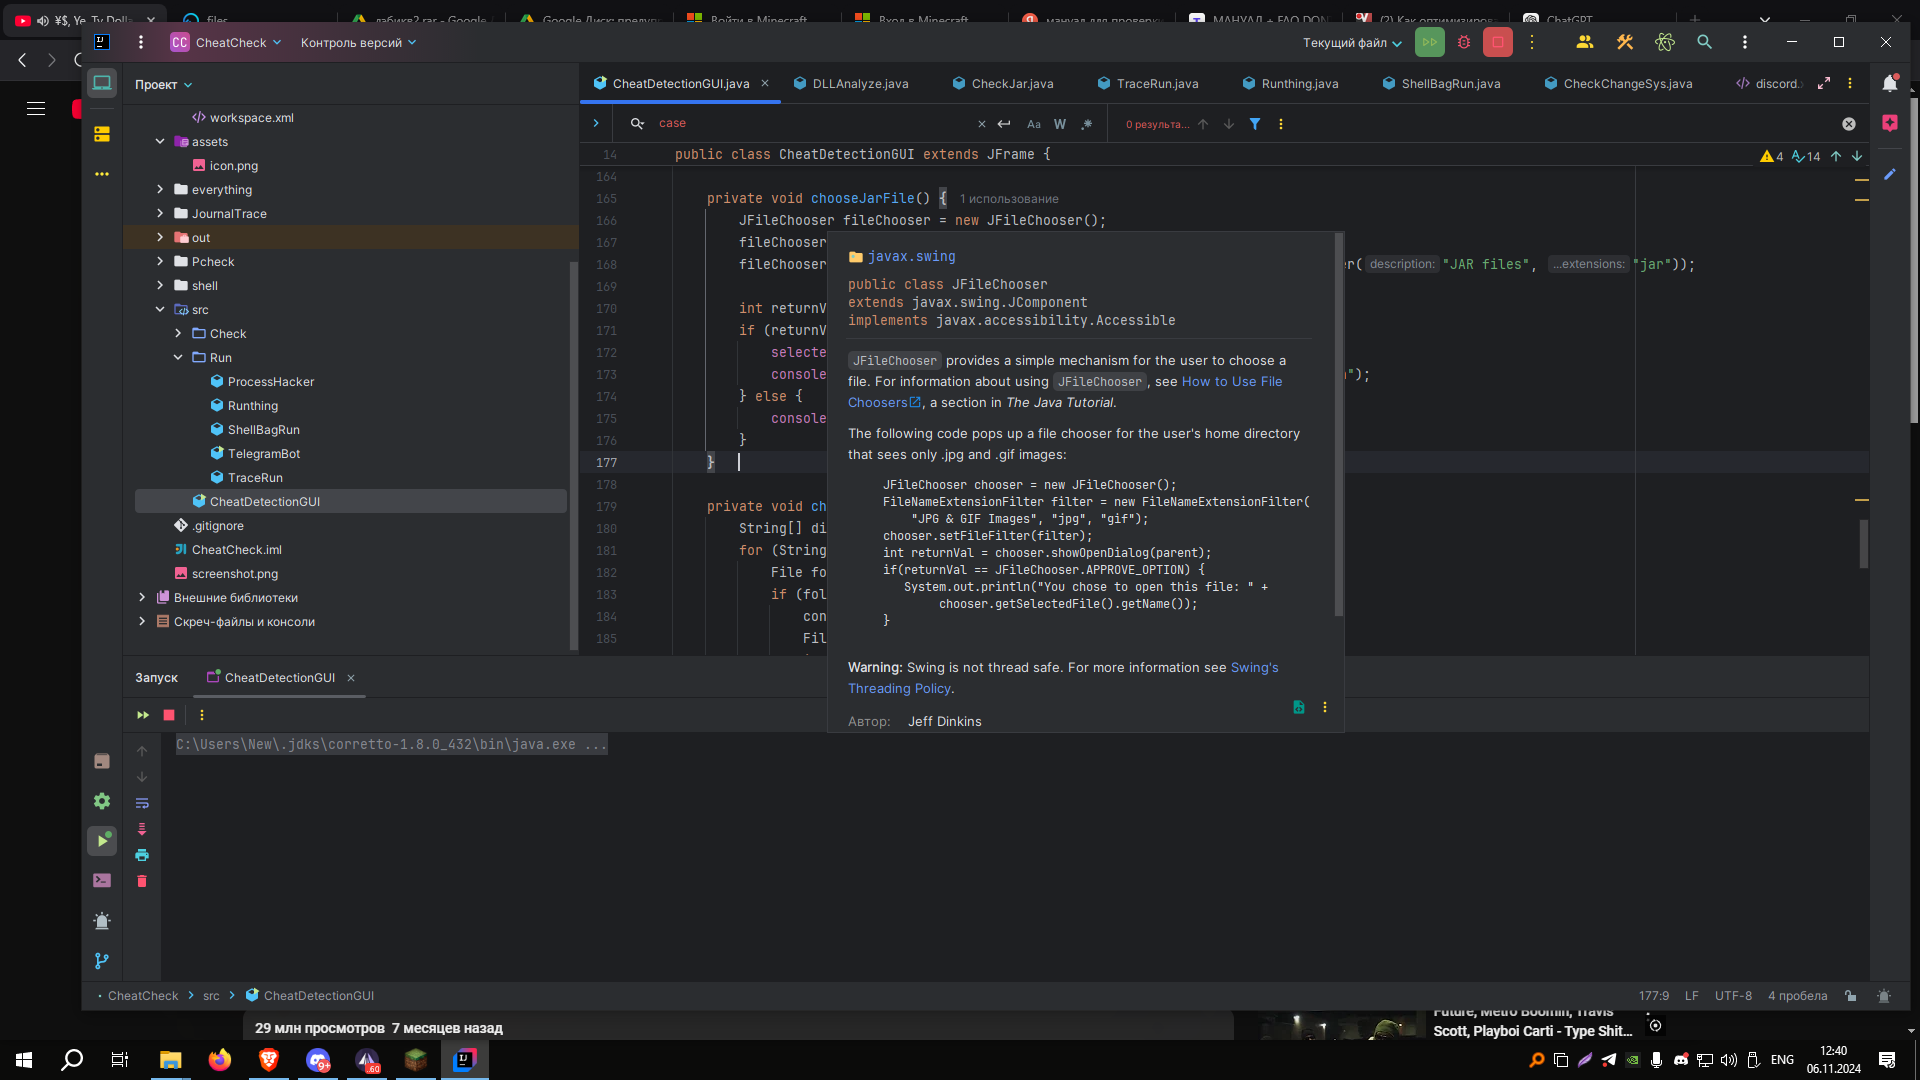 ¥$, Ye, Ty Dolla
files
лабикв2.rar - Google
Google Диск: преду
Войти в Minecraft
Вход в Minecraft
мануал для проверки
МАНУАЛ + FAQ DON
(2) Как оптимизиров
ChatGPT
CC CheatCheck
Контроль версий
Текущий файл
Проект
CheatDetectionGUI.java
DLLAnalyze.java
CheckJar.java
TraceRun.java
Runthing.java
ShellBagRun.java
CheckChangeSys.java
discord.
case
Aa W .*
0 результа...
workspace.xml
assets
icon.png
everything
JournalTrace
out
Pcheck
shell
src
Check
Run
ProcessHacker
Runthing
ShellBagRun
TelegramBot
TraceRun
CheatDetectionGUI
.gitignore
CheatCheck.iml
screenshot.png
Внешние библиотеки
Скреч-файлы и консоли
4 14
14 public class CheatDetectionGUI extends JFrame {
164
165 private void chooseJarFile() { 1 использование
166 JFileChooser fileChooser = new JFileChooser();
167 fileChooser
168 fileChooser er( description: "JAR files", ...extensions: "jar"));
169
170 int returnV
171 if (returnV
172 selecte
173 console ");
174 } else {
175 console
176 }
177 }
178
179 private void ch
180 String[] di
181 for (String
182 File fo
183 if (fol
184 con
185 Fil
javax.swing
public class JFileChooser
extends javax.swing.JComponent
implements javax.accessibility.Accessible
JFileChooser provides a simple mechanism for the user to choose a
file. For information about using JFileChooser, see How to Use File
Choosers, a section in The Java Tutorial.
The following code pops up a file chooser for the user's home directory
that sees only .jpg and .gif images:
JFileChooser chooser = new JFileChooser();
FileNameExtensionFilter filter = new FileNameExtensionFilter(
"JPG & GIF Images", "jpg", "gif");
chooser.setFileFilter(filter);
int returnVal = chooser.showOpenDialog(parent);
if(returnVal == JFileChooser.APPROVE_OPTION) {
System.out.println("You chose to open this file: " +
chooser.getSelectedFile().getName());
}
Warning: Swing is not thread safe. For more information see Swing's
Threading Policy.
Автор: Jeff Dinkins
Запуск
CheatDetectionGUI
C:\Users\New\.jdks\corretto-1.8.0_432\bin\java.exe ...
CheatCheck
src
CheatDetectionGUI
177:9 LF UTF-8 4 пробела
29 млн просмотров 7 месяцев назад
Future, Metro Boomin, Travis
Scott, Playboi Carti - Type Shit...
9+
.60
ENG
12:40
06.11.2024